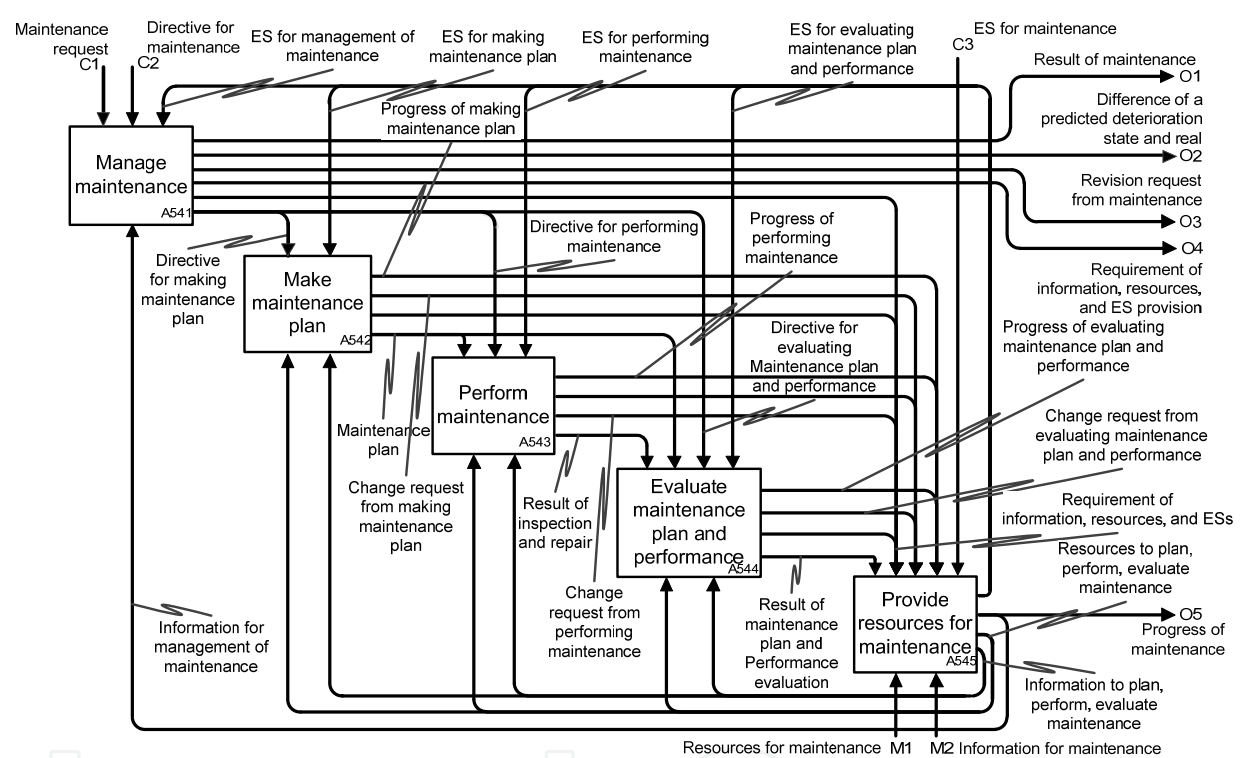 Maintenance
request
C1
Directive for
maintenance
C2
ES for management of
maintenance
ES for making
maintenance plan
ES for performing
maintenance
ES for evaluating
maintenance plan
and performance
ES for maintenance
C3
Result of maintenance
O1
Difference of a
predicted deterioration
state and real
O2
Revision request
from maintenance
O3
O4
Requirement of
information, resources,
and ES provision
Progress of making
maintenance plan
Manage
maintenance
A541
Directive
for making
maintenance
plan
Make
maintenance
plan
A542
Directive for performing
maintenance
Progress of
performing
maintenance
Directive for
evaluating
Maintenance plan
and performance
Progress of evaluating
maintenance plan and
performance
Perform
maintenance
A543
Maintenance
plan
Change request
from making
maintenance
plan
Result of
inspection
and repair
Change
request from
performing
maintenance
Evaluate
maintenance
plan and
performance
A544
Change request from
evaluating maintenance
plan and performance
Requirement of
information, resources, and ESs
Resources to plan,
perform, evaluate
maintenance
Result of
maintenance
plan and
Performance
evaluation
Provide
resources for
maintenance
A545
O5
Progress of
maintenance
Information for
management of
maintenance
Information to plan,
perform, evaluate
maintenance
Resources for maintenance
M1
M2
Information for maintenance